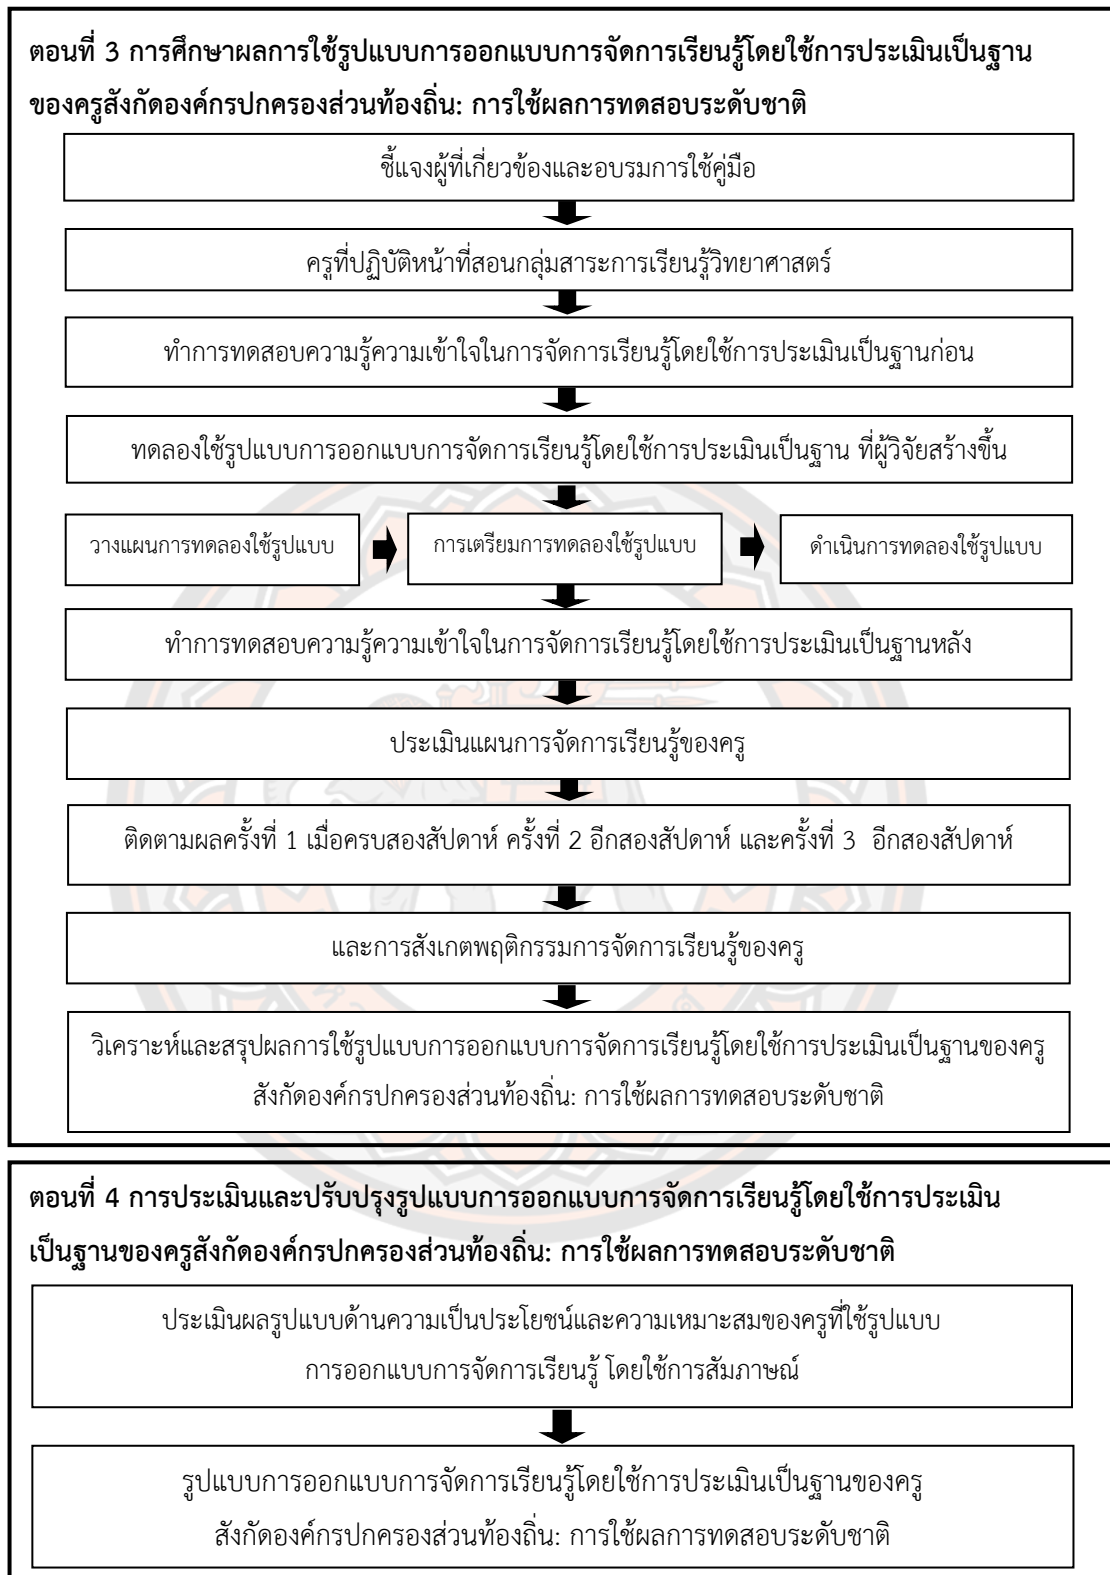 ตอนที่ 3 การศึกษาผลการใช้รูปแบบการออกแบบการจัดการเรียนรู้โดยใช้การประเมินเป็นฐาน
ของครูสังกัดองค์กรปกครองส่วนท้องถิ่น: การใช้ผลการทดสอบระดับชาติ
ชี้แจงผู้ที่เกี่ยวข้องและอบรมการใช้คู่มือ
ครูที่ปฏิบัติหน้าที่สอนกลุ่มสาระการเรียนรู้วิทยาศาสตร์
ทำการทดสอบความรู้ความเข้าใจในการจัดการเรียนรู้โดยใช้การประเมินเป็นฐานก่อน
ทดลองใช้รูปแบบการออกแบบการจัดการเรียนรู้โดยใช้การประเมินเป็นฐาน ที่ผู้วิจัยสร้างขึ้น
วางแผนการทดลองใช้รูปแบบ
การเตรียมการทดลองใช้รูปแบบ
ดำเนินการทดลองใช้รูปแบบ
ทำการทดสอบความรู้ความเข้าใจในการจัดการเรียนรู้โดยใช้การประเมินเป็นฐานหลัง
ประเมินแผนการจัดการเรียนรู้ของครู
ติดตามผลครั้งที่ 1 เมื่อครบสองสัปดาห์ ครั้งที่ 2 อีกสองสัปดาห์ และครั้งที่ 3 อีกสองสัปดาห์
และการสังเกตพฤติกรรมการจัดการเรียนรู้ของครู
วิเคราะห์และสรุปผลการใช้รูปแบบการออกแบบการจัดการเรียนรู้โดยใช้การประเมินเป็นฐานของครู
สังกัดองค์กรปกครองส่วนท้องถิ่น: การใช้ผลการทดสอบระดับชาติ
ตอนที่ 4 การประเมินและปรับปรุงรูปแบบการออกแบบการจัดการเรียนรู้โดยใช้การประเมิน
เป็นฐานของครูสังกัดองค์กรปกครองส่วนท้องถิ่น: การใช้ผลการทดสอบระดับชาติ
ประเมินผลรูปแบบด้านความเป็นประโยชน์และความเหมาะสมของครูที่ใช้รูปแบบ
การออกแบบการจัดการเรียนรู้ โดยใช้การสัมภาษณ์
รูปแบบการออกแบบการจัดการเรียนรู้โดยใช้การประเมินเป็นฐานของครู
สังกัดองค์กรปกครองส่วนท้องถิ่น: การใช้ผลการทดสอบระดับชาติ